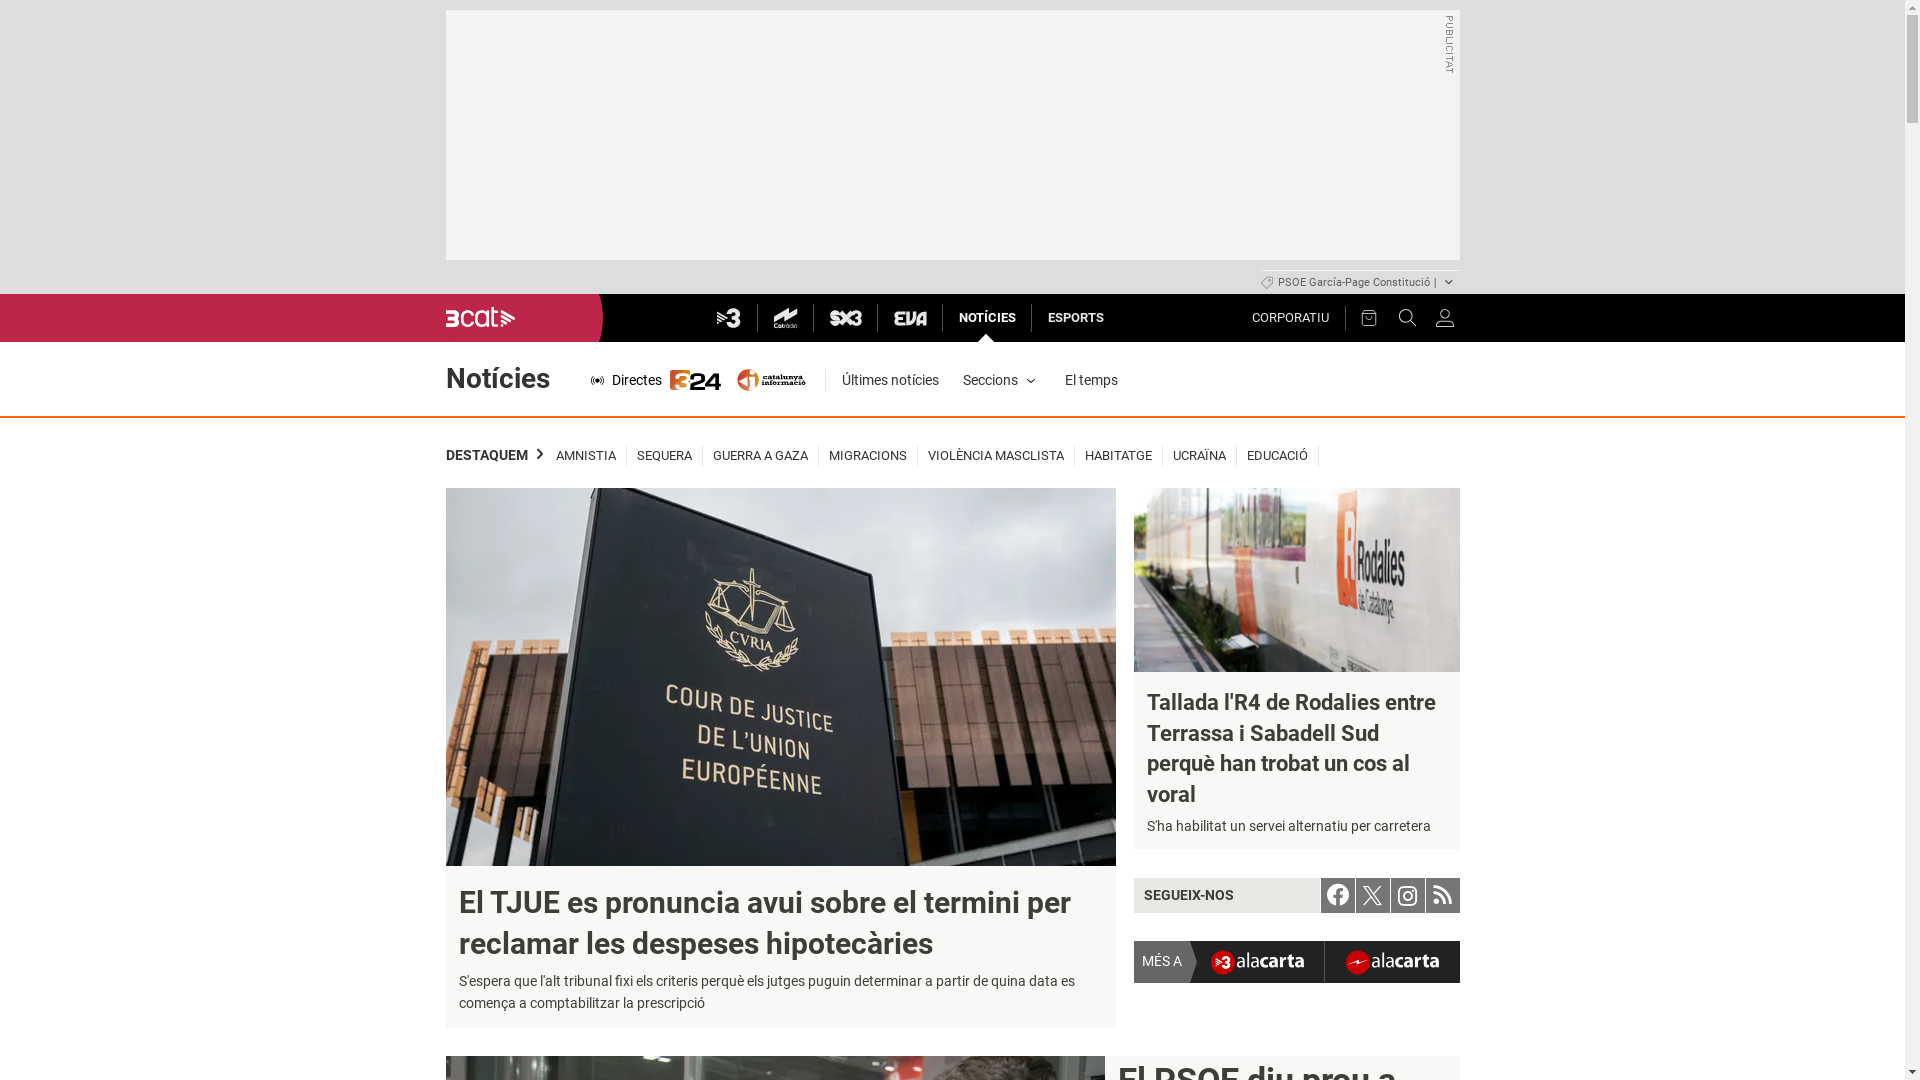 PUBLICITAT
PSOE García-Page Constitució |
3cat
3
Catràdio
SX3
EVA
NOTÍCIES
ESPORTS
CORPORATIU
Notícies
Directes
324
catalunya
informació
Últimes notícies
Seccions
El temps
DESTAQUEM
AMNISTIA
SEQUERA
GUERRA A GAZA
MIGRACIONS
VIOLÈNCIA MASCLISTA
HABITATGE
UCRAÏNA
EDUCACIÓ
CVRIA
COUR DE JUSTICE
DE L'UNION
EUROPÉENNE
El TJUE es pronuncia avui sobre el termini per
reclamar les despeses hipotecàries
S'espera que l'alt tribunal fixi els criteris perquè els jutges puguin determinar a partir de quina data es
comença a comptabilitzar la prescripció
R Rodalies
de Catalunya
Tallada l'R4 de Rodalies entre
Terrassa i Sabadell Sud
perquè han trobat un cos al
voral
S'ha habilitat un servei alternatiu per carretera
SEGUEIX-NOS
MÉS A
3 alacarta
alacarta
El PSOE diu prou a